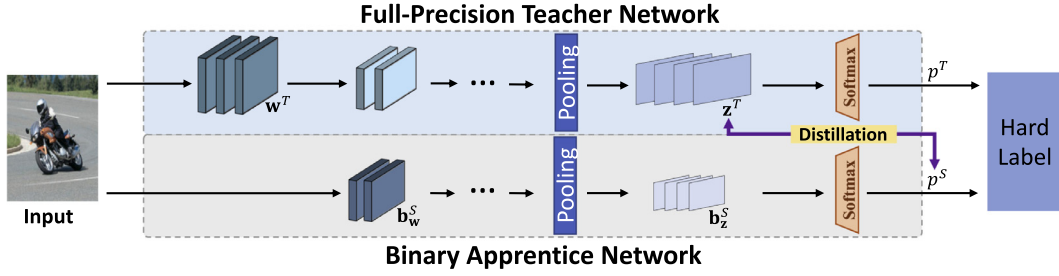 Full-Precision Teacher Network
w^T
...
Pooling
z^T
Softmax
p^T
Distillation
Hard
Label
Input
b_w^S
...
Pooling
b_z^S
Softmax
p^S
Binary Apprentice Network